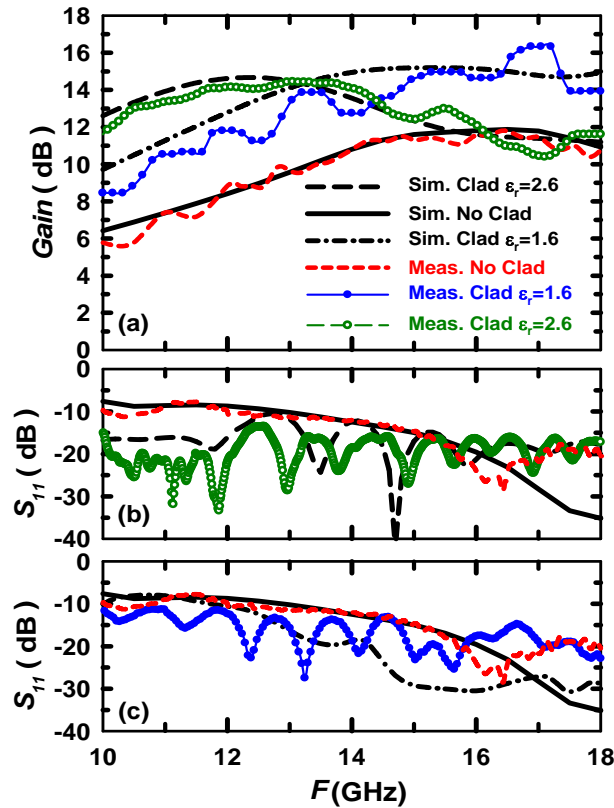 18
16
14
12
10
8
6
4
2
0
Gain ( dB)
Sim. Clad εr=2.6
Sim. No Clad
Sim. Clad εr=1.6
Meas. No Clad
Meas. Clad εr=1.6
Meas. Clad εr=2.6
(a)
0
-10
-20
-30
-40
S11 ( dB)
(b)
0
-10
-20
-30
-40
S11 ( dB)
(c)
10 12 14 16 18
F(GHz)